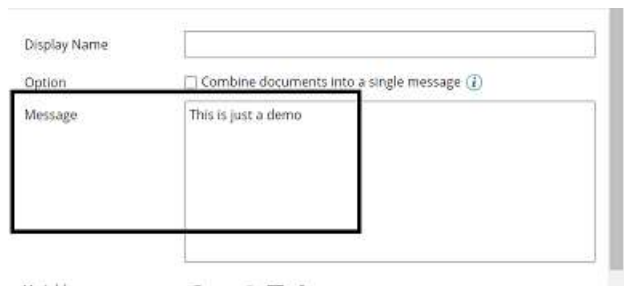 Display Name
Option Combine documents into a single message i
Message This is just a demo